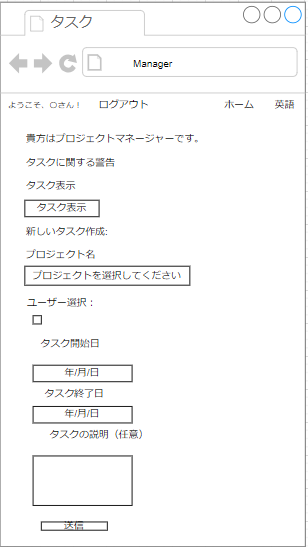 タスク
Manager
ようこそ、〇さん！ ログアウト ホーム 英語
貴方はプロジェクトマネージャーです。
タスクに関する警告
タスク表示
タスク表示
新しいタスク作成:
プロジェクト名
プロジェクトを選択してください
ユーザー選択：
タスク開始日
年/月/日
タスク終了日
年/月/日
タスクの説明（任意）
送信